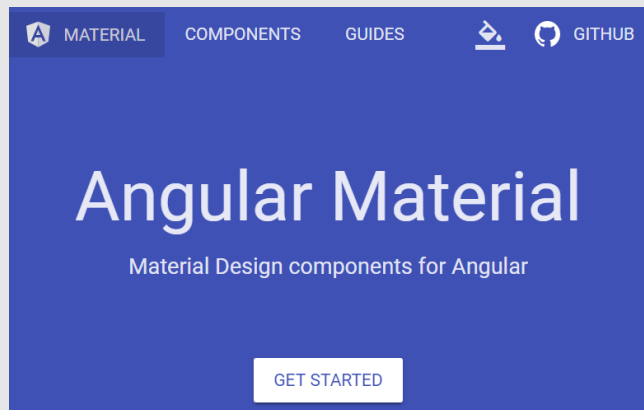 MATERIAL COMPONENTS GUIDES GITHUB
Angular Material
Material Design components for Angular
GET STARTED